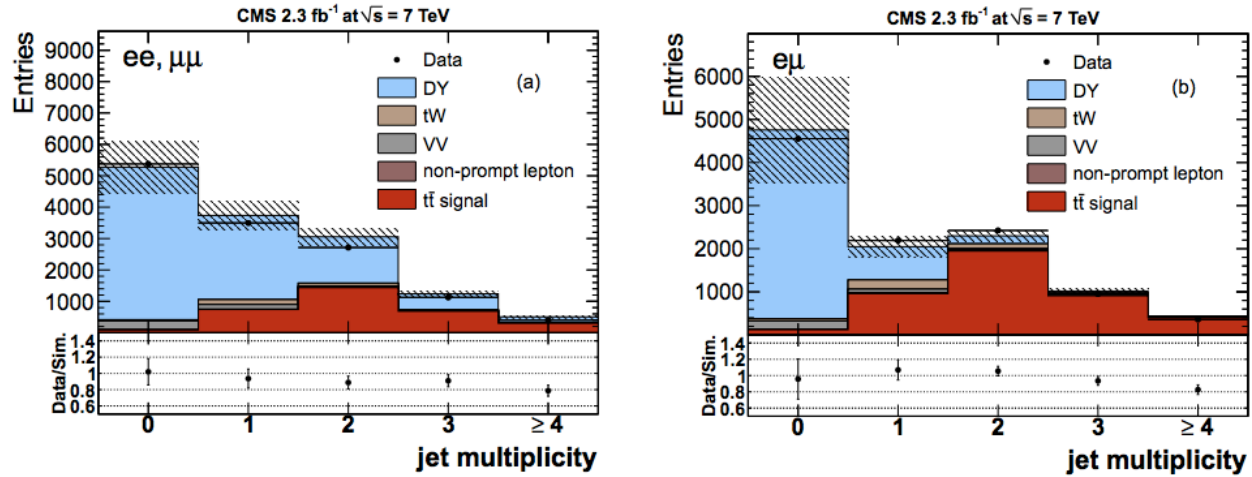 CMS 2.3 fb⁻¹ at √s = 7 TeV
Entries
9000
8000
7000
6000
5000
4000
3000
2000
1000
ee, μμ
(a)
Data
DY
tW
VV
non-prompt lepton
tt̄ signal
Data/Sim.
1.4
1.2
1
0.8
0.6
0 1 2 3 ≥ 4
jet multiplicity
CMS 2.3 fb⁻¹ at √s = 7 TeV
Entries
6000
5000
4000
3000
2000
1000
eμ
(b)
Data
DY
tW
VV
non-prompt lepton
tt̄ signal
Data/Sim.
1.4
1.2
1
0.8
0.6
0 1 2 3 ≥ 4
jet multiplicity